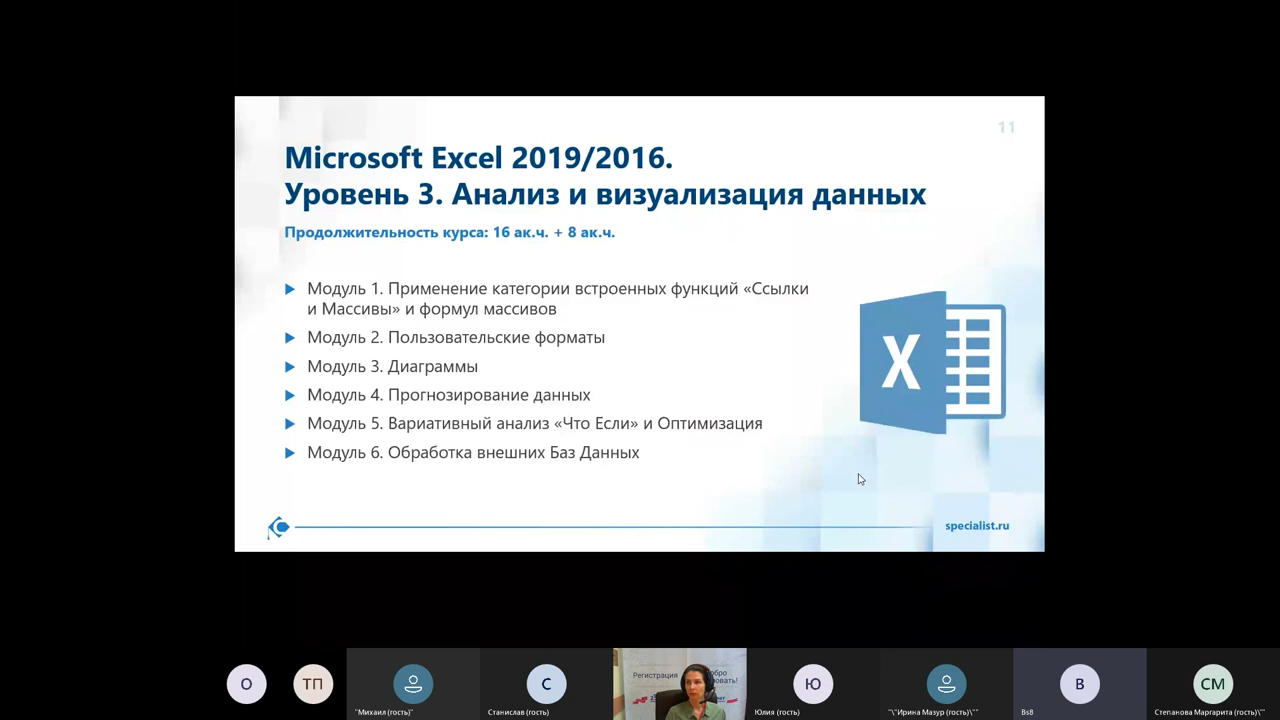 11
Microsoft Excel 2019/2016.
Уровень 3. Анализ и визуализация данных
Продолжительность курса: 16 ак.ч. + 8 ак.ч.
Модуль 1. Применение категории встроенных функций «Ссылки
и Массивы» и формул массивов
Модуль 2. Пользовательские форматы
Модуль 3. Диаграммы
Модуль 4. Прогнозирование данных
Модуль 5. Вариативный анализ «Что Если» и Оптимизация
Модуль 6. Обработка внешних Баз Данных
X
specialist.ru
О
ТП
С
Регистрация
Ю
В
СМ
"Михаил (гость)"
Станислав (гость)
Юлия (гость)
"\"Ирина Мазур (гость)\""
Bs8
Степанова Маргарита (гость)\""